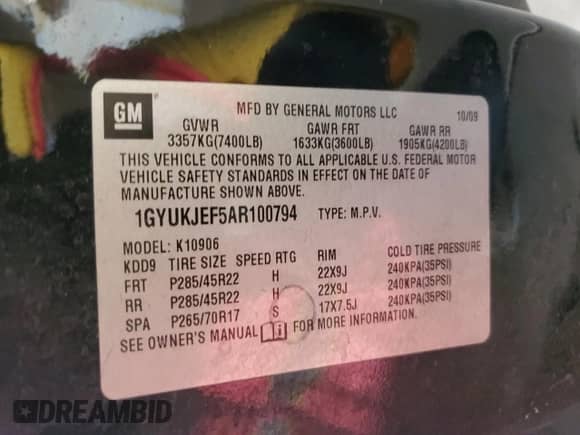 GM
MFD BY GENERAL MOTORS LLC 10/09
GVWR GAWR FRT GAWR RR
3357KG(7400LB) 1633KG(3600LB) 1905KG(4200LB)
THIS VEHICLE CONFORMS TO ALL APPLICABLE U.S. FEDERAL MOTOR
VEHICLE SAFETY STANDARDS IN EFFECT ON THE DATE OF
MANUFACTURE SHOWN ABOVE.
1GYUKJEF5AR100794 TYPE: M.P.V.
MODEL: K10906
KDD9 TIRE SIZE SPEED RTG RIM COLD TIRE PRESSURE
FRT P285/45R22 H 22X9J 240KPA(35PSI)
RR P285/45R22 H 22X9J 240KPA(35PSI)
SPA P265/70R17 S 17X7.5J 240KPA(35PSI)
SEE OWNER'S MANUAL FOR MORE INFORMATION.
DREAMBID